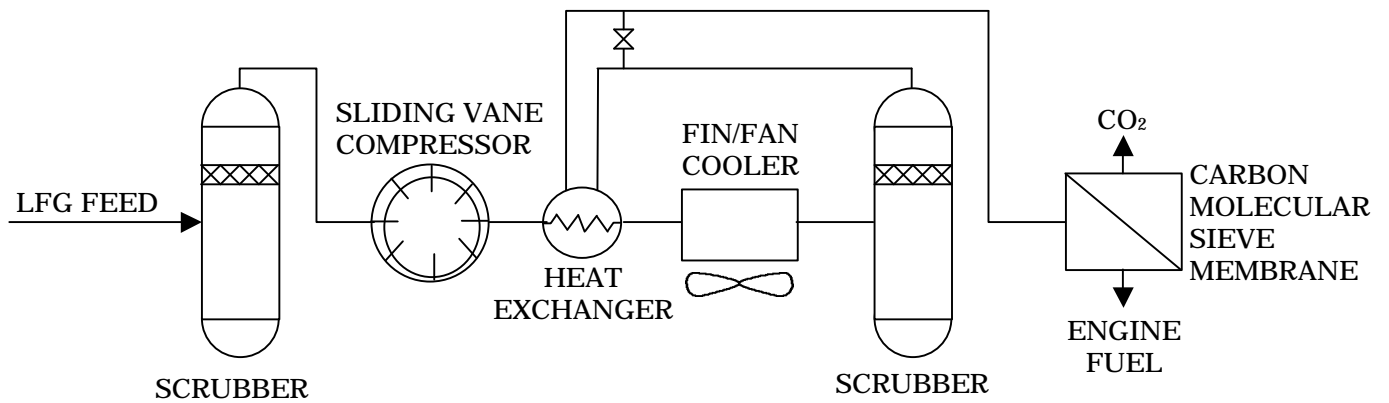 LFG FEED
SCRUBBER
SLIDING VANE
COMPRESSOR
HEAT
EXCHANGER
FIN/FAN
COOLER
SCRUBBER
CO₂
CARBON
MOLECULAR
SIEVE
MEMBRANE
ENGINE
FUEL